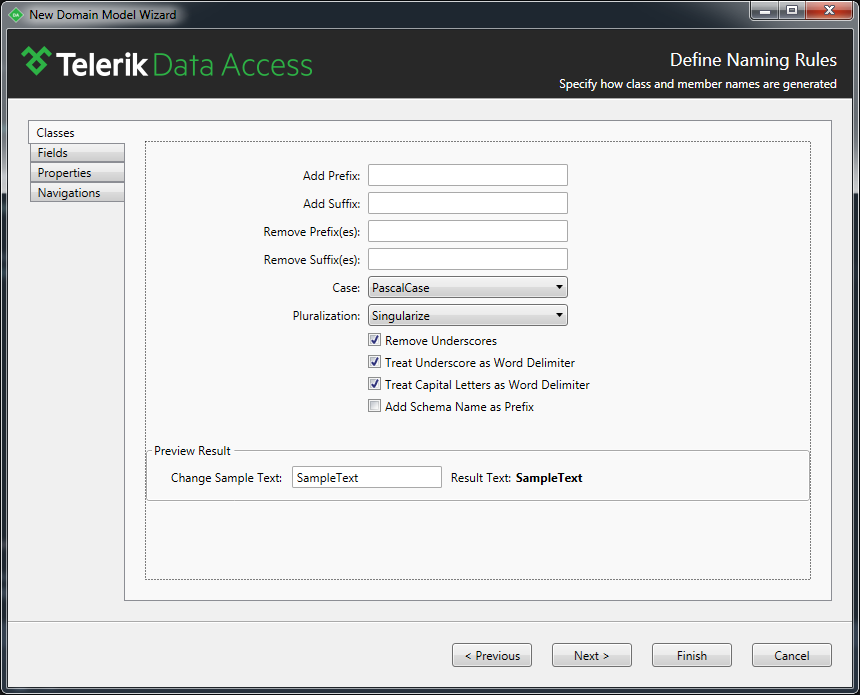 New Domain Model Wizard
Telerik Data Access
Define Naming Rules
Specify how class and member names are generated
Classes
Fields
Properties
Navigations
Add Prefix:
Add Suffix:
Remove Prefix(es):
Remove Suffix(es):
Case: PascalCase
Pluralization: Singularize
Remove Underscores
Treat Underscore as Word Delimiter
Treat Capital Letters as Word Delimiter
Add Schema Name as Prefix
Preview Result
Change Sample Text: SampleText Result Text: SampleText
< Previous Next > Finish Cancel